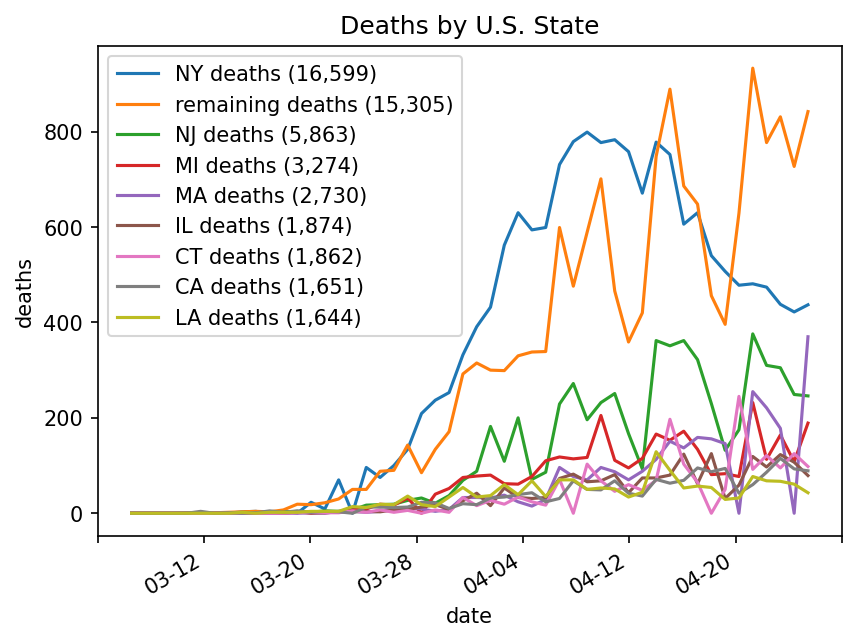 Deaths by U.S. State
NY deaths (16,599)
remaining deaths (15,305)
NJ deaths (5,863)
MI deaths (3,274)
MA deaths (2,730)
IL deaths (1,874)
CT deaths (1,862)
CA deaths (1,651)
LA deaths (1,644)
deaths
800
600
400
200
0
03-12
03-20
03-28
04-04
04-12
04-20
date